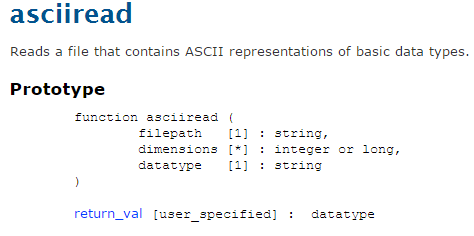 asciiread
Reads a file that contains ASCII representations of basic data types.
Prototype
function asciiread (
filepath [1] : string,
dimensions [*] : integer or long,
datatype [1] : string
)
return_val [user_specified] : datatype